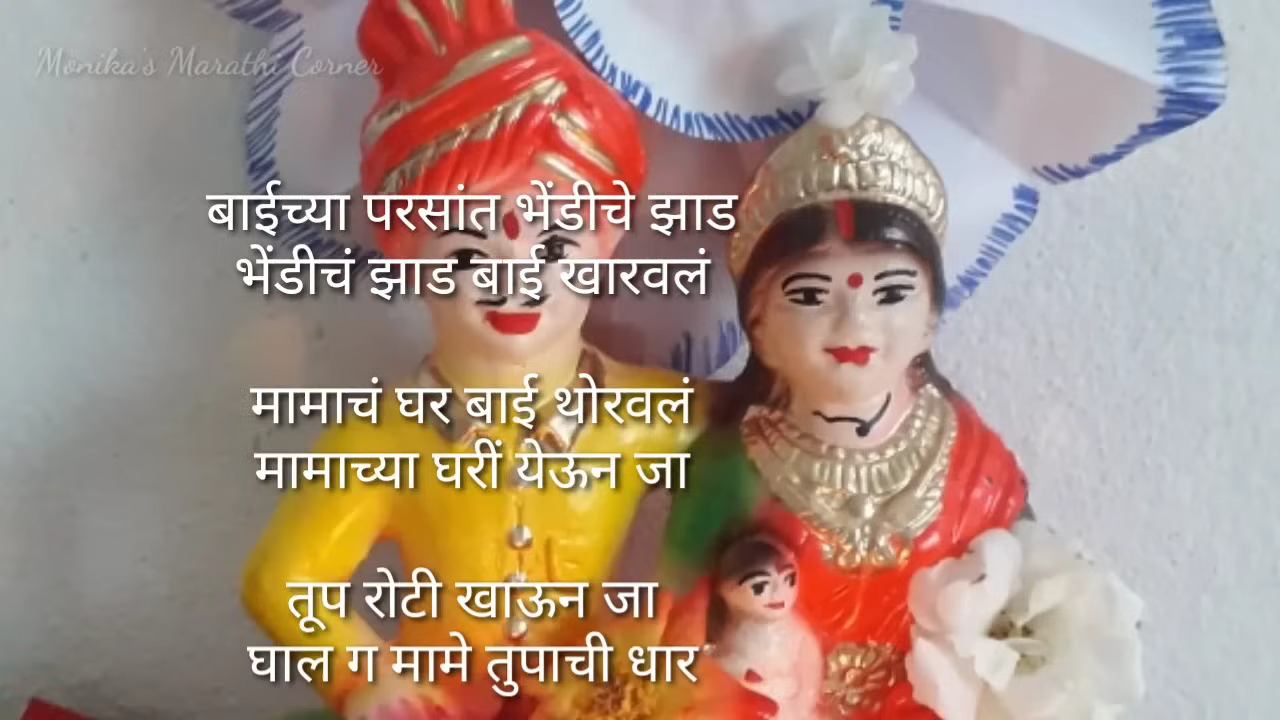 Monika's Marathi Corner
बाईच्या परसांत भेंडीचे झाड
भेंडीचं झाड बाई खारवलं
मामाचं घर बाई थोरवलं
मामाच्या घरीं येऊन जा
तूप रोटी खाऊन जा
घाल ग मामे तुपाची धार